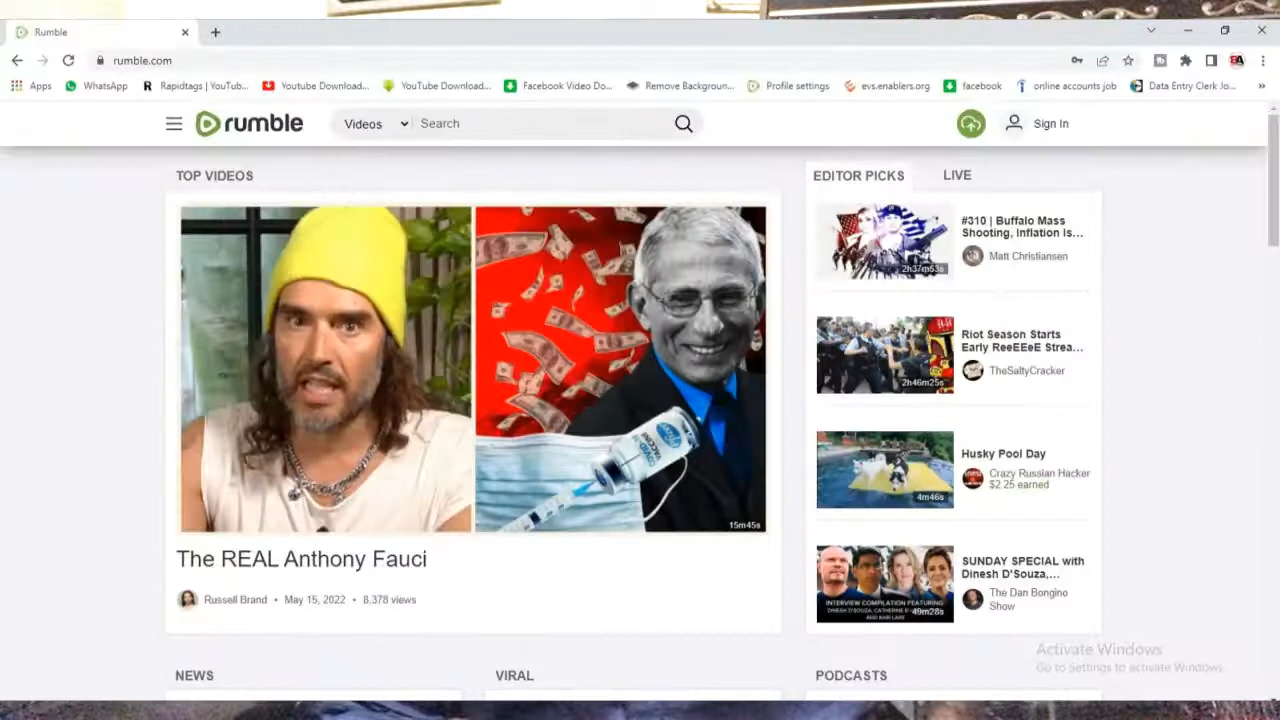 Rumble
rumble.com
Apps
WhatsApp
Rapidtags | YouTub...
Youtube Download...
YouTube Download...
Facebook Video Do...
Remove Backgroun...
Profile settings
evs.enablers.org
facebook
online accounts job
Data Entry Clerk Jo...
rumble
Videos
Search
Sign In
TOP VIDEOS
15m45s
The REAL Anthony Fauci
Russell Brand • May 15, 2022 • 8,378 views
EDITOR PICKS
LIVE
2h37m53s
#310 | Buffalo Mass
Shooting, Inflation Is...
Matt Christiansen
2h46m25s
Riot Season Starts
Early ReeEEeE Strea...
TheSaltyCracker
4m46s
Husky Pool Day
Crazy Russian Hacker
$2.25 earned
INTERVIEW COMPILATION FEATURING
49m28s
SUNDAY SPECIAL with
Dinesh D'Souza,...
The Dan Bongino
Show
Activate Windows
Go to Settings to activate Windows.
NEWS
VIRAL
PODCASTS